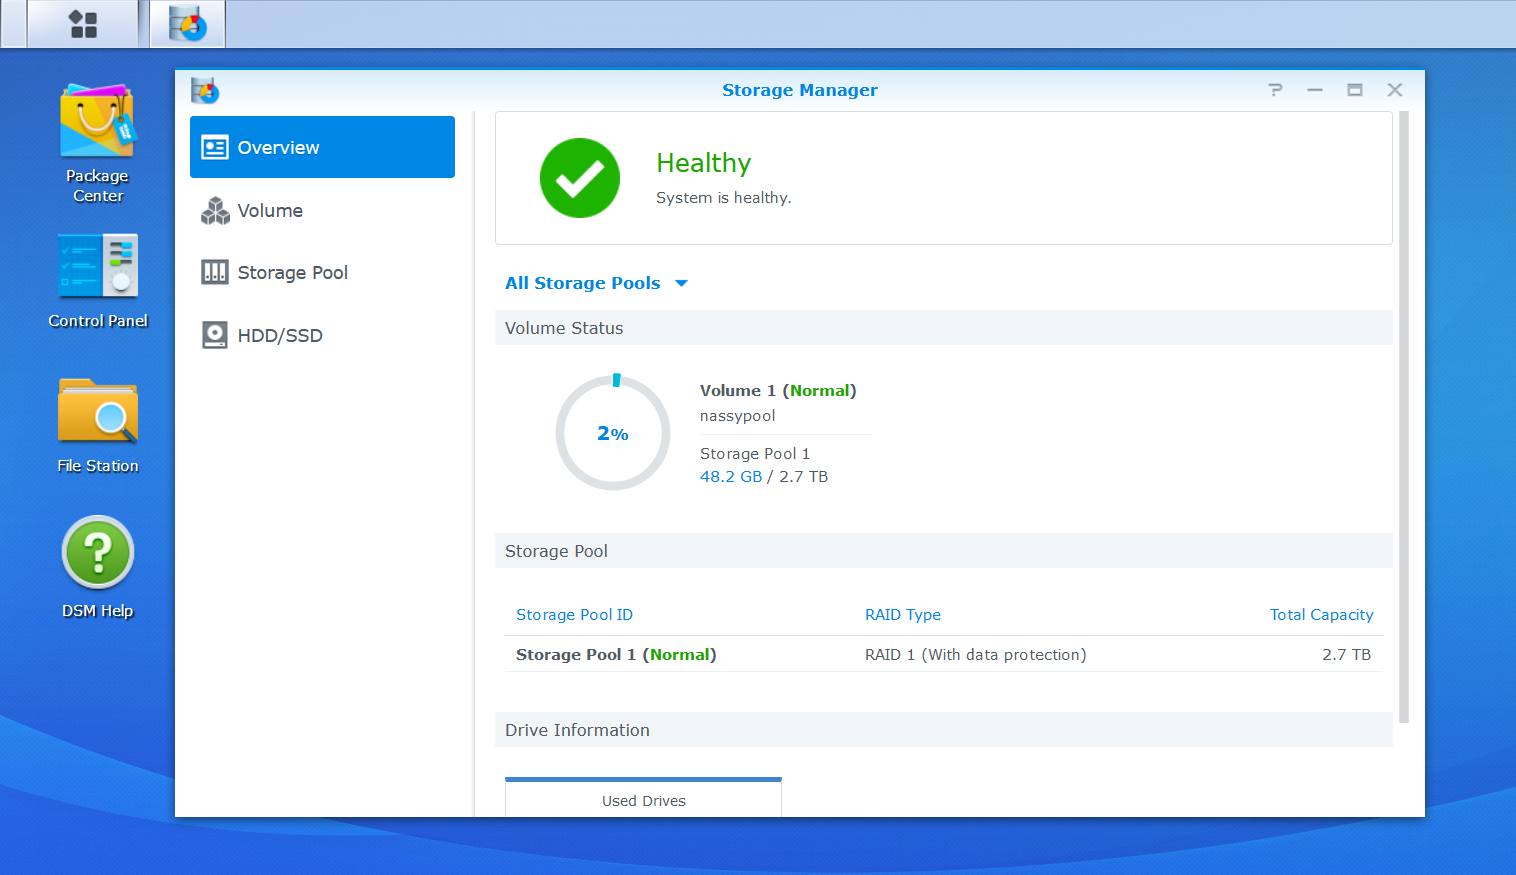 Storage Manager
Package
Center
Control Panel
File Station
DSM Help
Overview
Volume
Storage Pool
HDD/SSD
Healthy
System is healthy.
All Storage Pools
Volume Status
2%
Volume 1 (Normal)
nassypool
Storage Pool 1
48.2 GB / 2.7 TB
Storage Pool
Storage Pool ID RAID Type Total Capacity
Storage Pool 1 (Normal) RAID 1 (With data protection) 2.7 TB
Drive Information
Used Drives